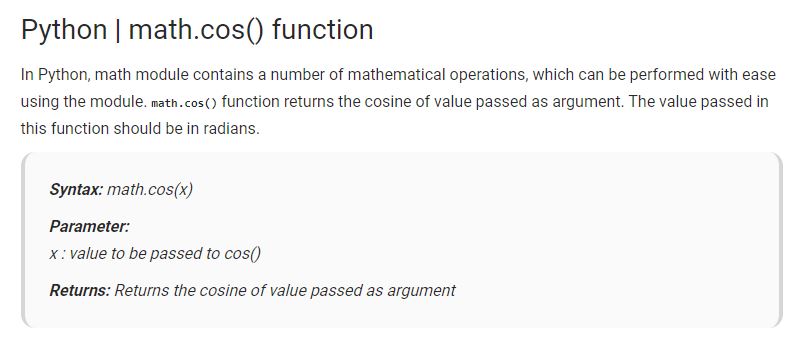 Python | math.cos() function
In Python, math module contains a number of mathematical operations, which can be performed with ease
using the module. math.cos() function returns the cosine of value passed as argument. The value passed in
this function should be in radians.
Syntax: math.cos(x)
Parameter:
x : value to be passed to cos()
Returns: Returns the cosine of value passed as argument